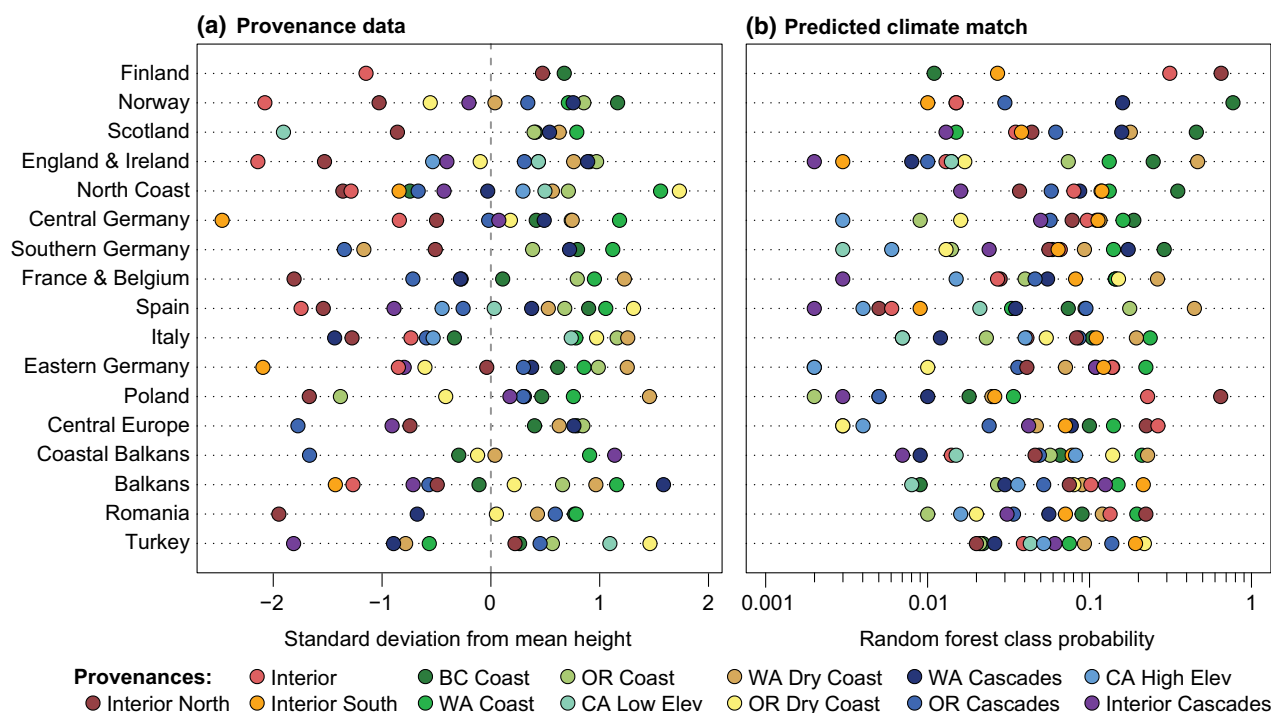 (a) Provenance data
(b) Predicted climate match
Finland
Norway
Scotland
England & Ireland
North Coast
Central Germany
Southern Germany
France & Belgium
Spain
Italy
Eastern Germany
Poland
Central Europe
Coastal Balkans
Balkans
Romania
Turkey
−2 −1 0 1 2
0.001 0.01 0.1 1
Standard deviation from mean height
Random forest class probability
Provenances: Interior BC Coast OR Coast WA Dry Coast WA Cascades CA High Elev
Interior North Interior South WA Coast CA Low Elev OR Dry Coast OR Cascades Interior Cascades